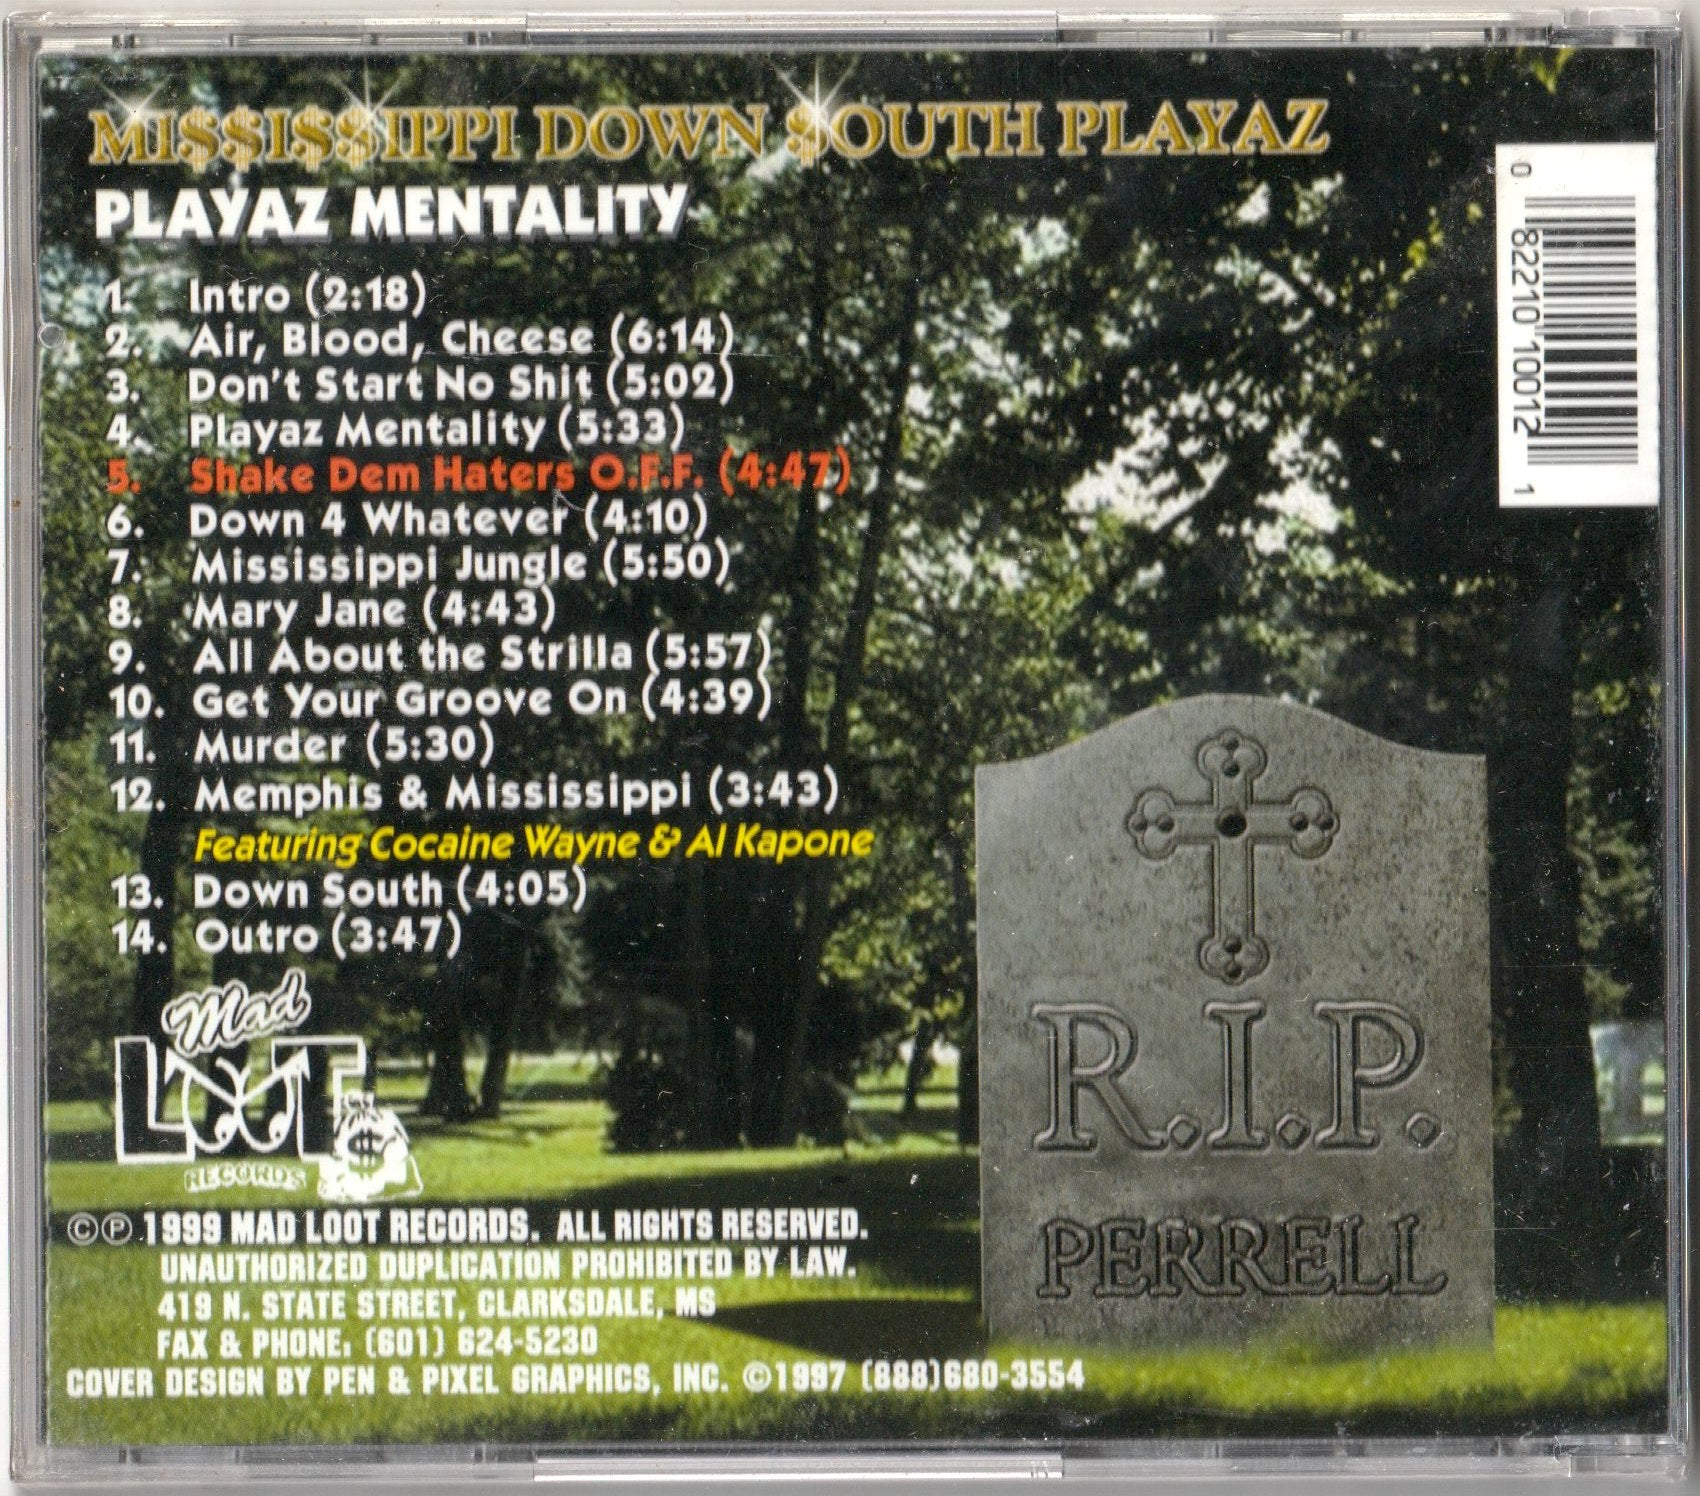 MI$$I$$IPPI DOWN $OUTH PLAYAZ
PLAYAZ MENTALITY
1. Intro (2:18)
2. Air, Blood, Cheese (6:14)
3. Don't Start No Shit (5:02)
4. Playaz Mentality (5:33)
5. Shake Dem Haters O.F.F. (4:47)
6. Down 4 Whatever (4:10)
7. Mississippi Jungle (5:50)
8. Mary Jane (4:43)
9. All About the Strilla (5:57)
10. Get Your Groove On (4:39)
11. Murder (5:30)
12. Memphis & Mississippi (3:43)
Featuring Cocaine Wayne & Al Kapone
13. Down South (4:05)
14. Outro (3:47)
Mad
LOOT
$
RECORDS
©℗ 1999 MAD LOOT RECORDS. ALL RIGHTS RESERVED.
UNAUTHORIZED DUPLICATION PROHIBITED BY LAW.
419 N. STATE STREET, CLARKSDALE, MS
FAX & PHONE: (601) 624-5230
COVER DESIGN BY PEN & PIXEL GRAPHICS, INC. ©1997 (888)680-3554
R.I.P.
PERRELL
0 82210 10012 1